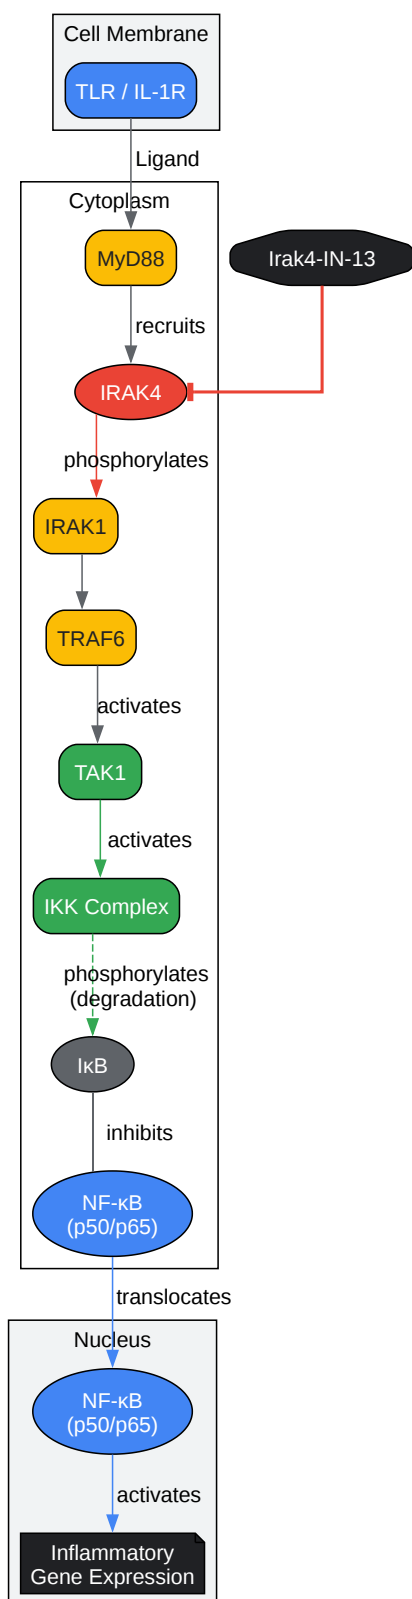 Cell Membrane
TLR / IL-1R
Ligand
Cytoplasm
MyD88
Irak4-IN-13
recruits
IRAK4
phosphorylates
IRAK1
TRAF6
activates
TAK1
activates
IKK Complex
phosphorylates
(degradation)
IκB
inhibits
NF-κB
(p50/p65)
translocates
Nucleus
NF-κB
(p50/p65)
activates
Inflammatory
Gene Expression